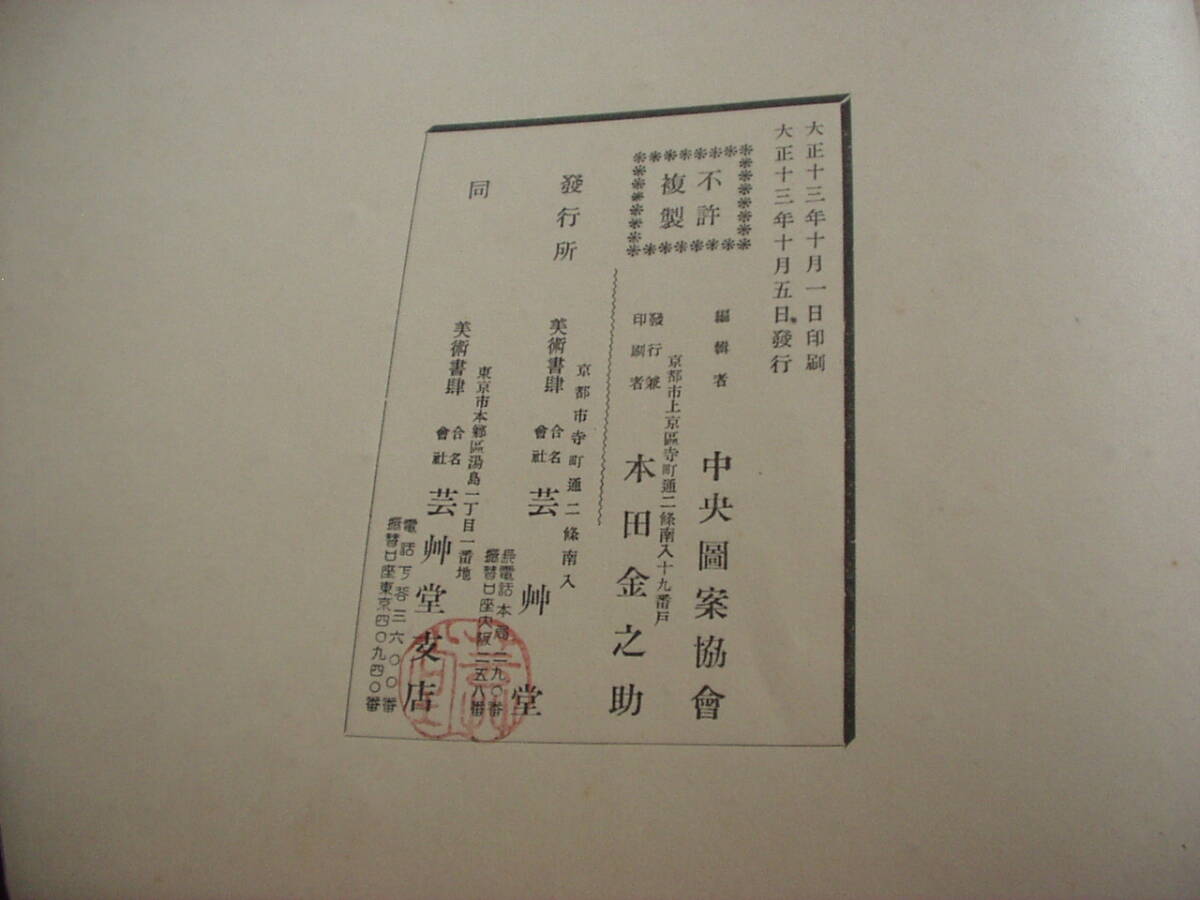 大正十三年十月一日印刷
大正十三年十月五日發行
不許
複製
編輯者 中央圖案協會
京都市上京區寺町通二條南入十九番戸
發行兼
印刷者 本田金之助
發行所
京都市寺町通二條南入
美術書肆 合名會社 芸艸堂
長電話本局二九〇番
振替口座大阪二五八番
同
東京市本郷區湯島一丁目一番地
美術書肆 合名會社 芸艸堂支店
電話下谷三六〇〇番
振替口座東京四〇九四〇番